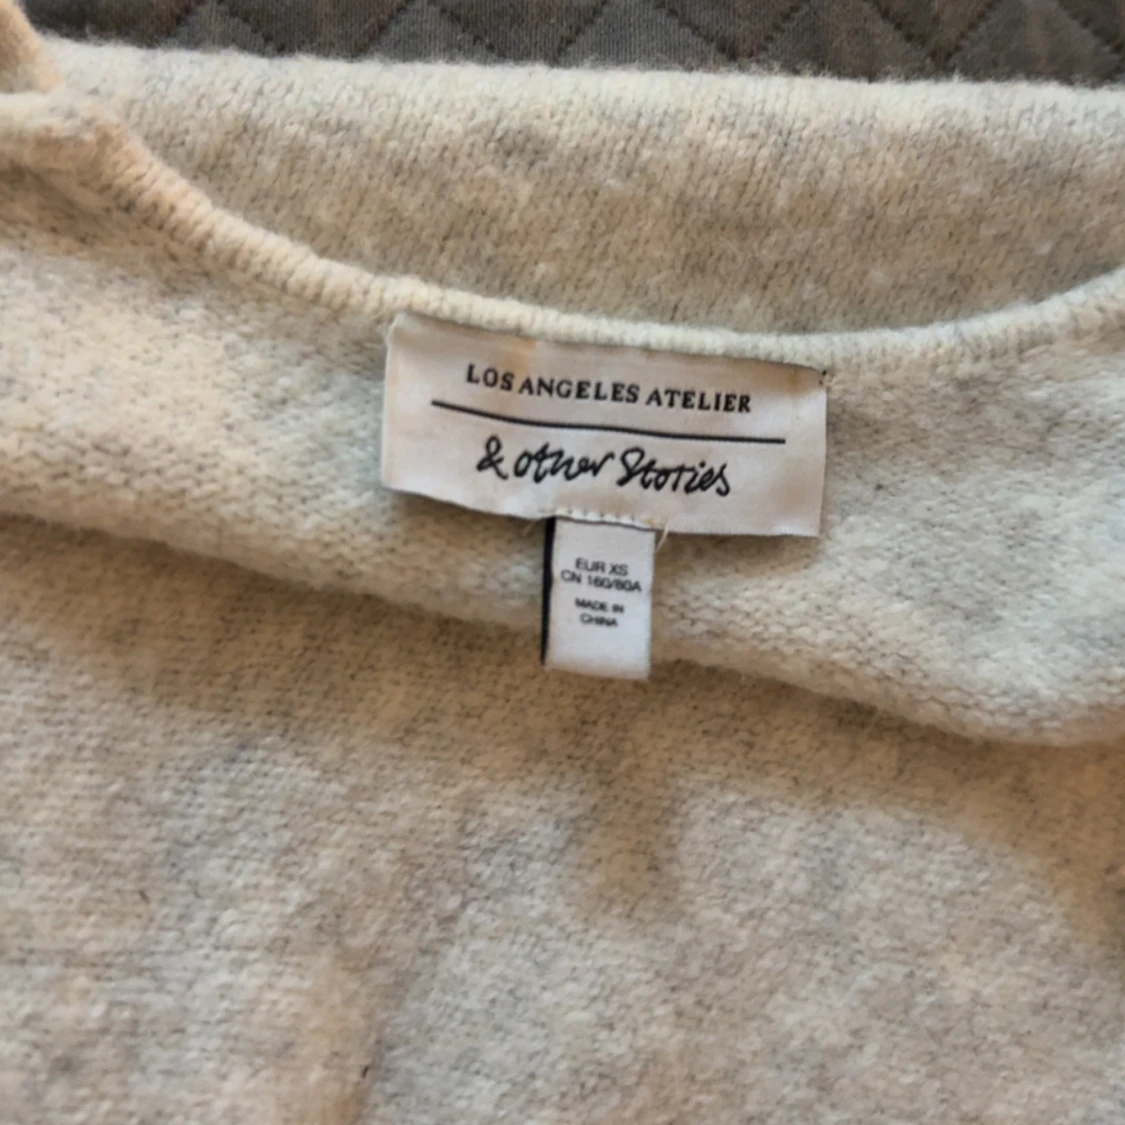 LOS ANGELES ATELIER
& other Stories
EUR XS
CN 160/80A
MADE IN
CHINA